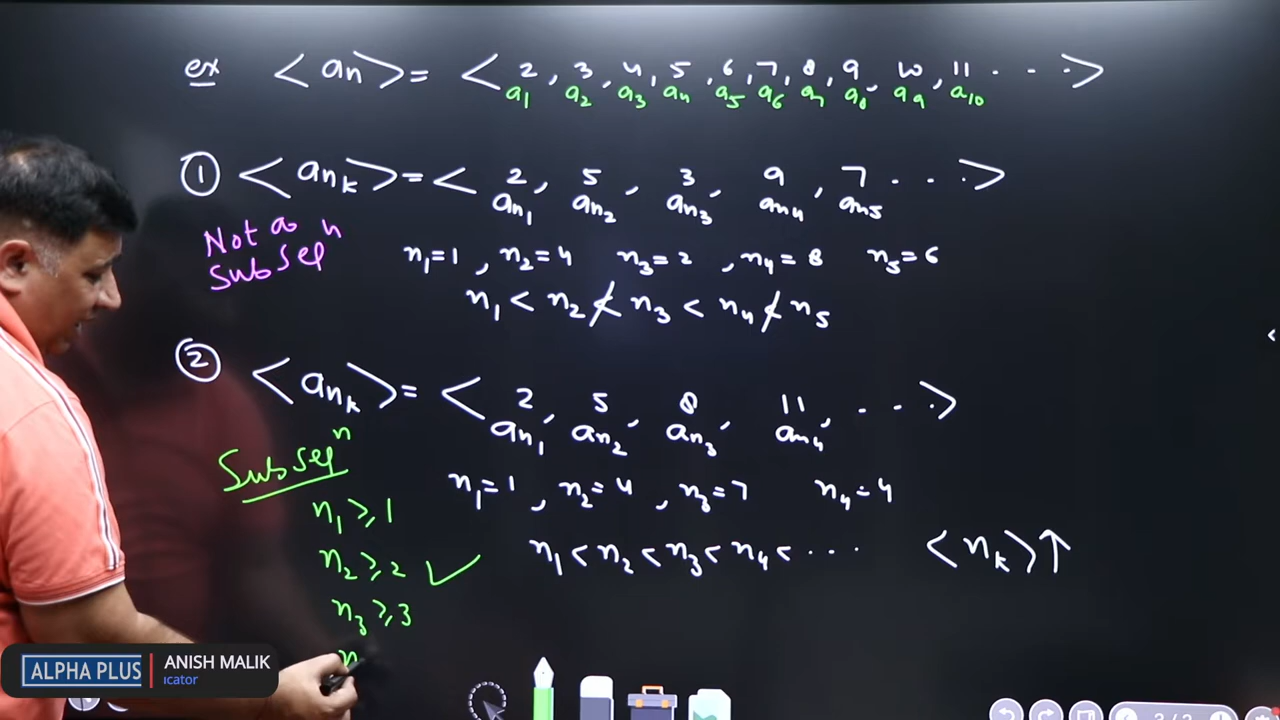 ex <an> = < 2, 3, 4, 5, 6, 7, 8, 9, 10, 11 . . . >
a1 a2 a3 a4 a5 a6 a7 a8 a9 a10
① <ank> = < 2, 5, 3, 9, 7 . . . >
an1 an2 an3 an4 an5
Not a
Subseqn
n1=1, n2=4 n3=2, n4=8 n5=6
n1 < n2 ≮ n3 < n4 ≮ n5
② <ank> = < 2, 5, 8, 11, . . . >
an1 an2 an3 an4
Subseqn
n1=1, n2=4, n3=7 n4=4
n1 ≥ 1
n1 < n2 < n3 < n4 < . . . <nk>↑
n2 ≥ 2 ✓
n3 ≥ 3
n
ALPHA PLUS
ANISH MALIK
icator